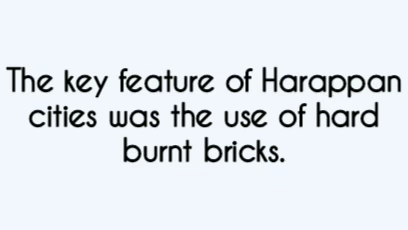 The key feature of Harappan
cities was the use of hard
burnt bricks.